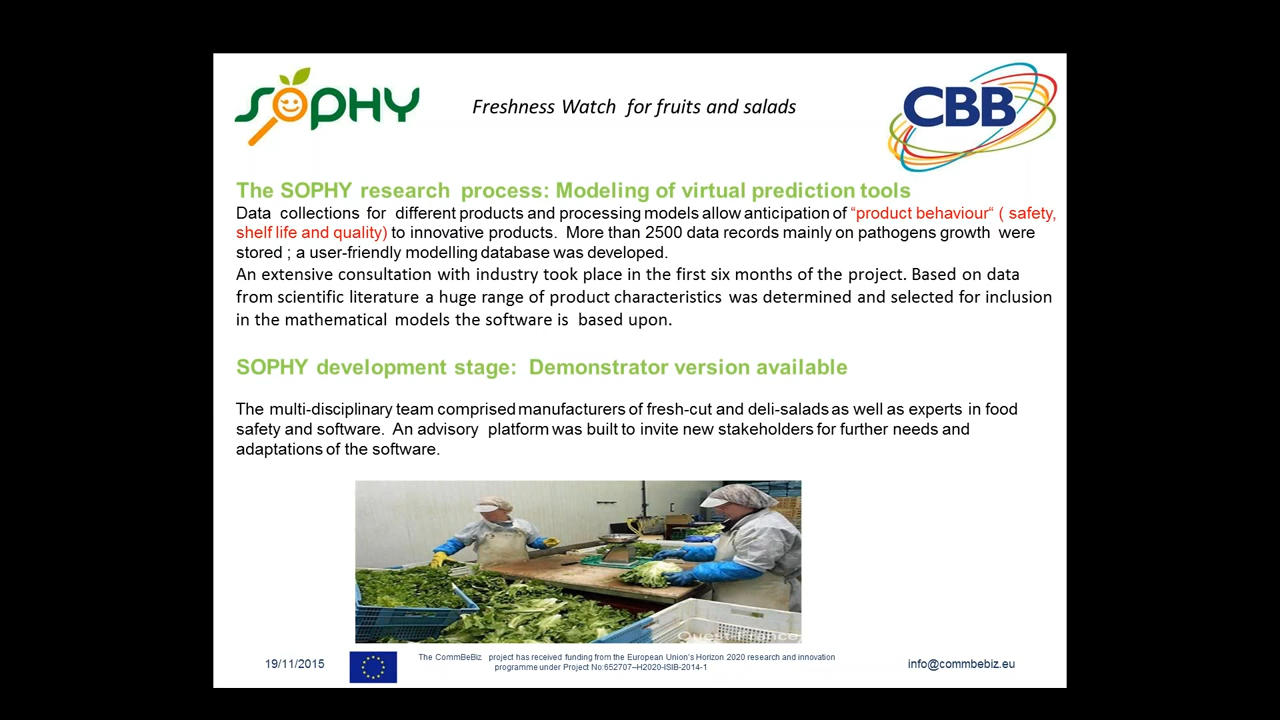 SOPHY
Freshness Watch for fruits and salads
CBB
The SOPHY research process: Modeling of virtual prediction tools
Data collections for different products and processing models allow anticipation of “product behaviour“ ( safety,
shelf life and quality) to innovative products. More than 2500 data records mainly on pathogens growth were
stored ; a user-friendly modelling database was developed.
An extensive consultation with industry took place in the first six months of the project. Based on data
from scientific literature a huge range of product characteristics was determined and selected for inclusion
in the mathematical models the software is based upon.
SOPHY development stage: Demonstrator version available
The multi-disciplinary team comprised manufacturers of fresh-cut and deli-salads as well as experts in food
safety and software. An advisory platform was built to invite new stakeholders for further needs and
adaptations of the software.
Ouest-France
19/11/2015
The CommBeBiz project has received funding from the European Union's Horizon 2020 research and innovation
programme under Project No:652707–H2020-ISIB-2014-1
info@commbebiz.eu